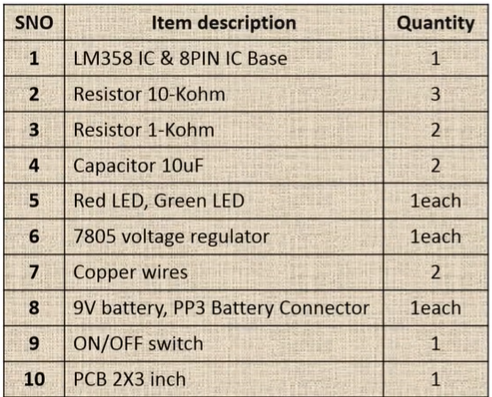 SNO Item description Quantity
1 LM358 IC & 8PIN IC Base 1
2 Resistor 10-Kohm 3
3 Resistor 1-Kohm 2
4 Capacitor 10uF 2
5 Red LED, Green LED 1each
6 7805 voltage regulator 1each
7 Copper wires 2
8 9V battery, PP3 Battery Connector 1each
9 ON/OFF switch 1
10 PCB 2X3 inch 1